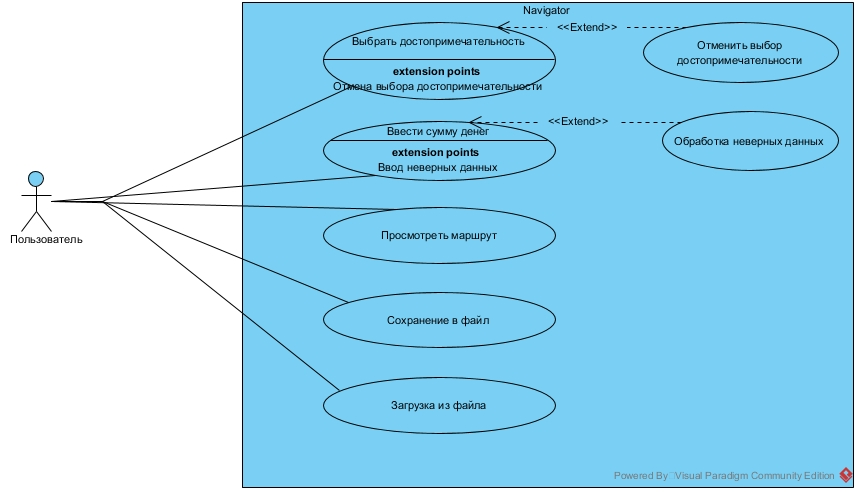 Navigator
Выбрать достопримечательность
extension points
Отмена выбора достопримечательности
<<Extend>>
Отменить выбор
достопримечательности
Ввести сумму денег
extension points
Ввод неверных данных
<<Extend>>
Обработка неверных данных
Пользователь
Просмотреть маршрут
Сохранение в файл
Загрузка из файла
Powered By Visual Paradigm Community Edition